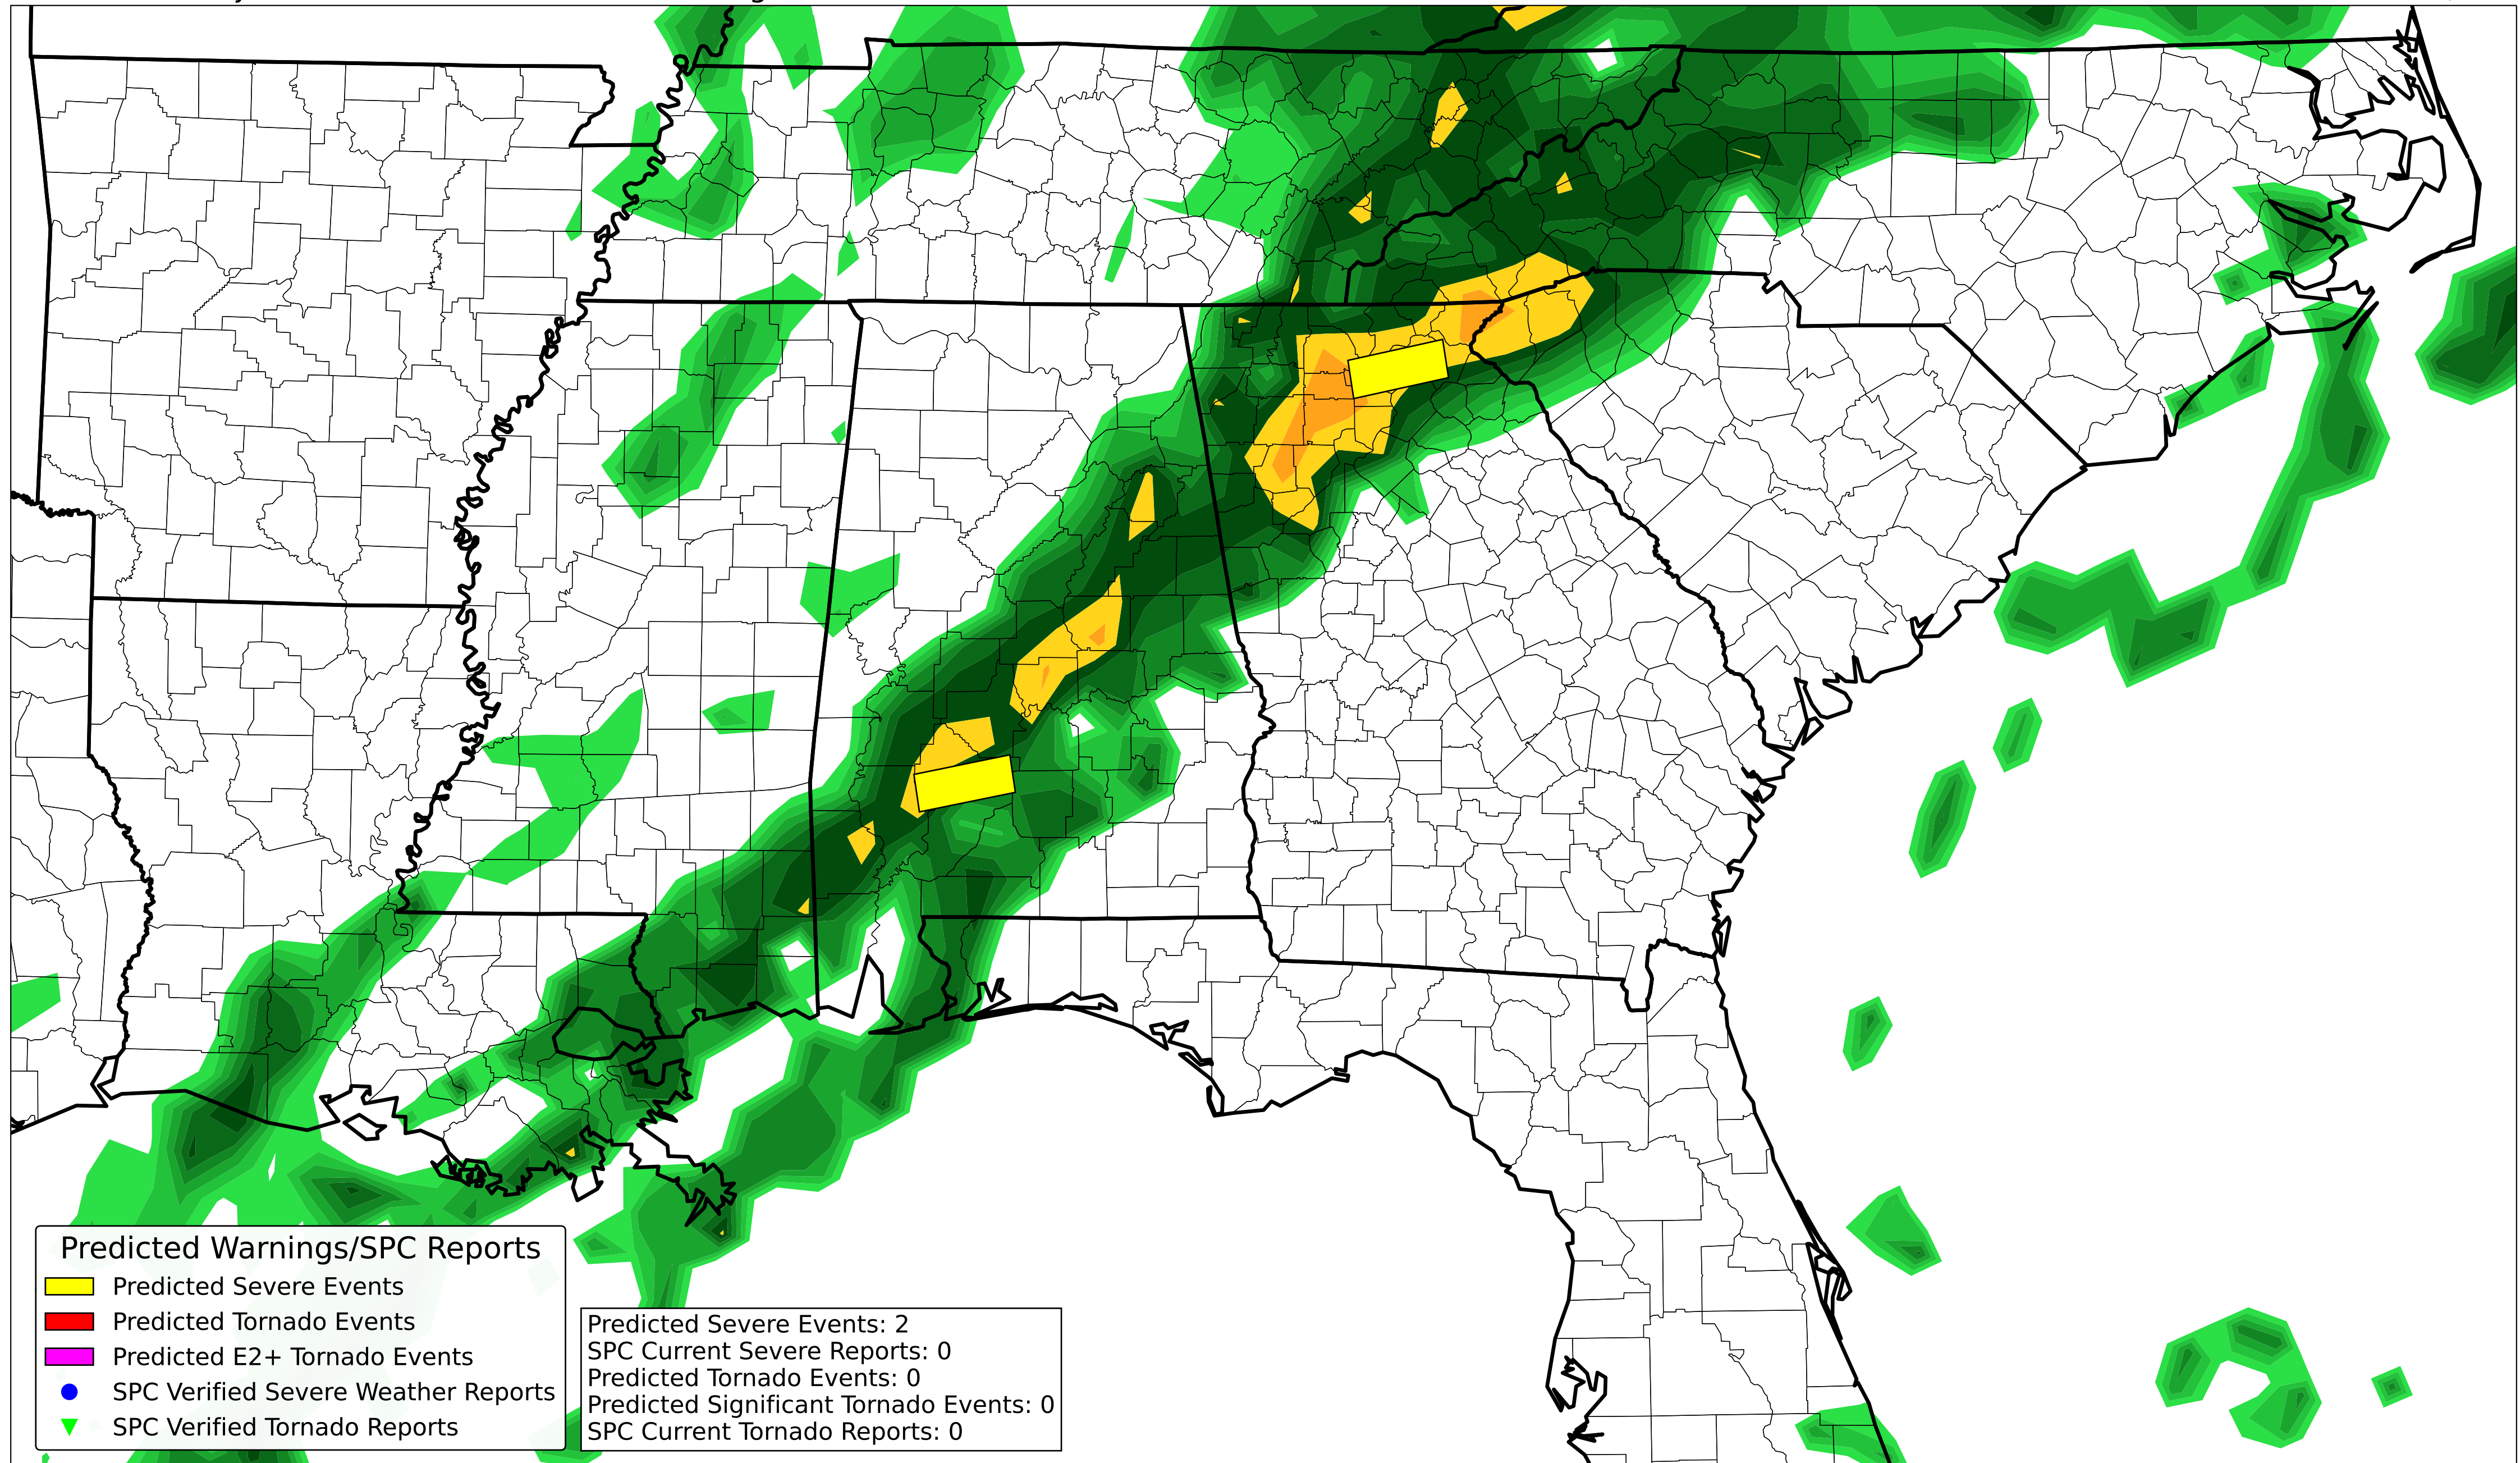 Predicted Warnings/SPC Reports
Predicted Severe Events
Predicted Tornado Events
Predicted E2+ Tornado Events
SPC Verified Severe Weather Reports
SPC Verified Tornado Reports
Predicted Severe Events: 2
SPC Current Severe Reports: 0
Predicted Tornado Events: 0
Predicted Significant Tornado Events: 0
SPC Current Tornado Reports: 0